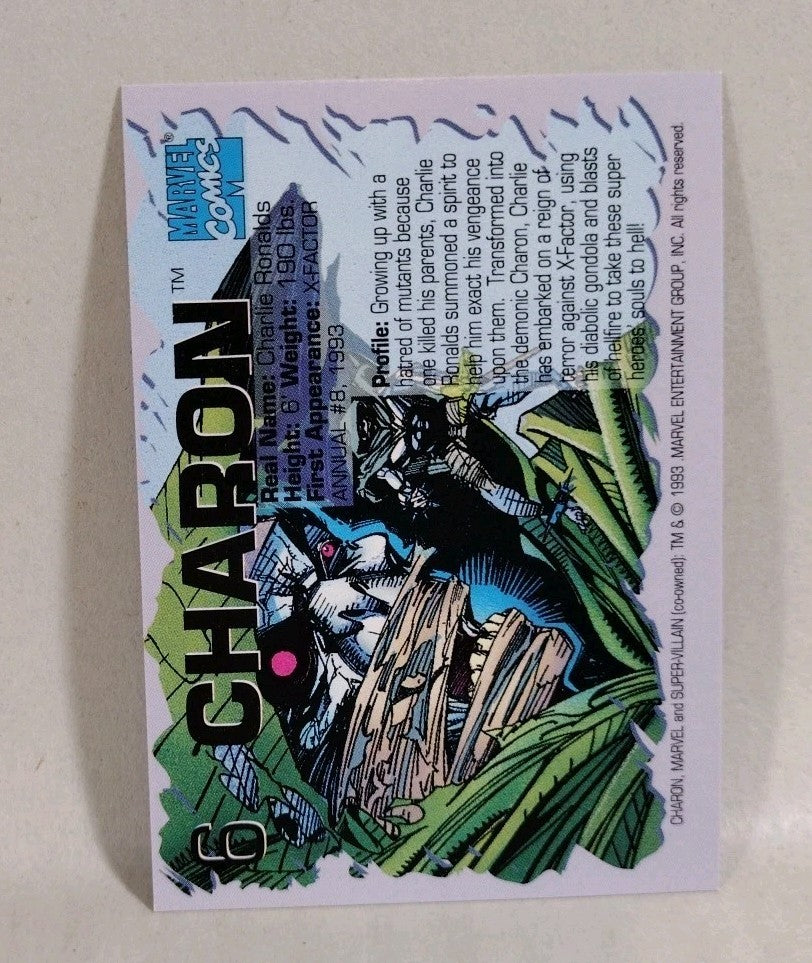 6 CHARON™
MARVEL®
COMICS
M
Real Name: Charlie Ronalds
Height: 6' Weight: 190 lbs.
First Appearance: X-FACTOR
ANNUAL #8, 1993
Profile: Growing up with a
hatred of mutants because
one killed his parents, Charlie
Ronalds summoned a spirit to
help him exact his vengeance
upon them. Transformed into
the demonic Charon, Charlie
has embarked on a reign of
terror against X-Factor, using
his diabolic gondola and blasts
of hellfire to take these super
heroes' souls to hell!
CHARON, MARVEL and SUPER-VILLAIN (co-owned): TM & © 1993 MARVEL ENTERTAINMENT GROUP, INC. All rights reserved.